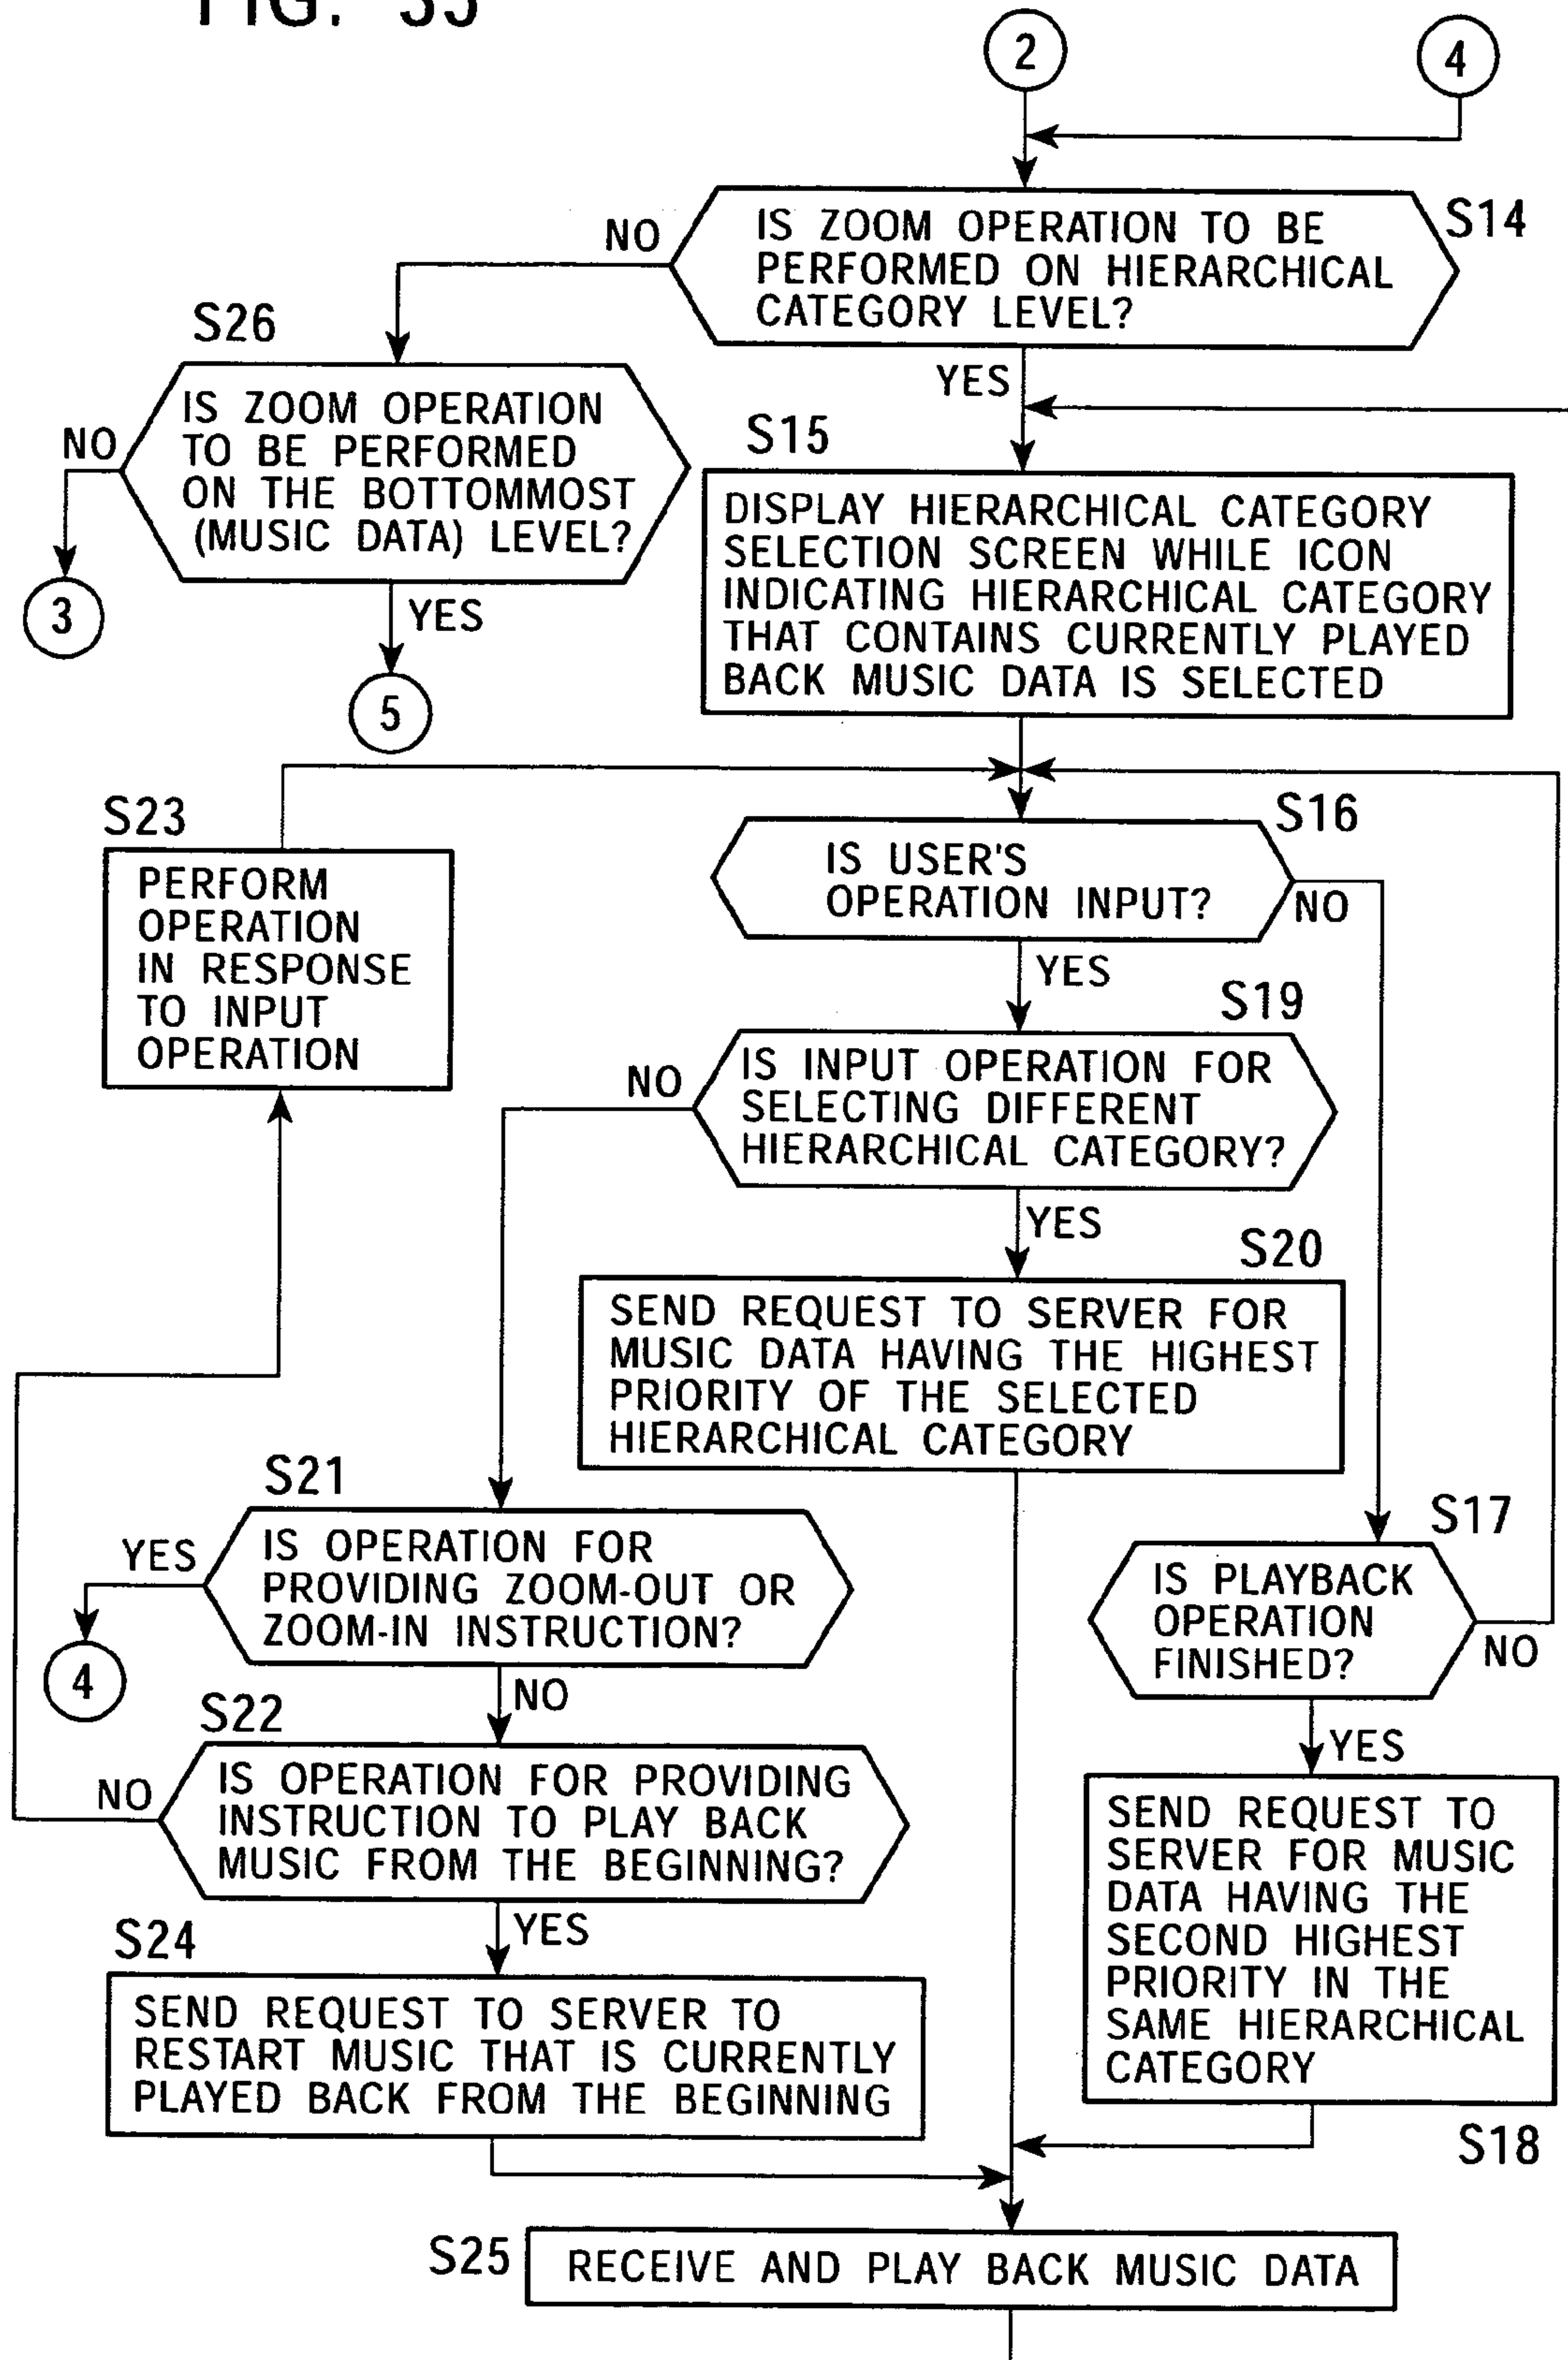 FIG. 33
2
4
S14
IS ZOOM OPERATION TO BE
PERFORMED ON HIERARCHICAL
CATEGORY LEVEL?
NO
YES
S26
IS ZOOM OPERATION
TO BE PERFORMED
ON THE BOTTOMMOST
(MUSIC DATA) LEVEL?
NO
3
YES
5
S15
DISPLAY HIERARCHICAL CATEGORY
SELECTION SCREEN WHILE ICON
INDICATING HIERARCHICAL CATEGORY
THAT CONTAINS CURRENTLY PLAYED
BACK MUSIC DATA IS SELECTED
S23
PERFORM
OPERATION
IN RESPONSE
TO INPUT
OPERATION
S16
IS USER'S
OPERATION INPUT?
NO
YES
S19
IS INPUT OPERATION FOR
SELECTING DIFFERENT
HIERARCHICAL CATEGORY?
NO
YES
S20
SEND REQUEST TO SERVER FOR
MUSIC DATA HAVING THE HIGHEST
PRIORITY OF THE SELECTED
HIERARCHICAL CATEGORY
S21
IS OPERATION FOR
PROVIDING ZOOM-OUT OR
ZOOM-IN INSTRUCTION?
YES
4
NO
S17
IS PLAYBACK
OPERATION
FINISHED?
NO
YES
S22
IS OPERATION FOR PROVIDING
INSTRUCTION TO PLAY BACK
MUSIC FROM THE BEGINNING?
NO
YES
SEND REQUEST TO
SERVER FOR MUSIC
DATA HAVING THE
SECOND HIGHEST
PRIORITY IN THE
SAME HIERARCHICAL
CATEGORY
S18
S24
SEND REQUEST TO SERVER TO
RESTART MUSIC THAT IS CURRENTLY
PLAYED BACK FROM THE BEGINNING
S25
RECEIVE AND PLAY BACK MUSIC DATA